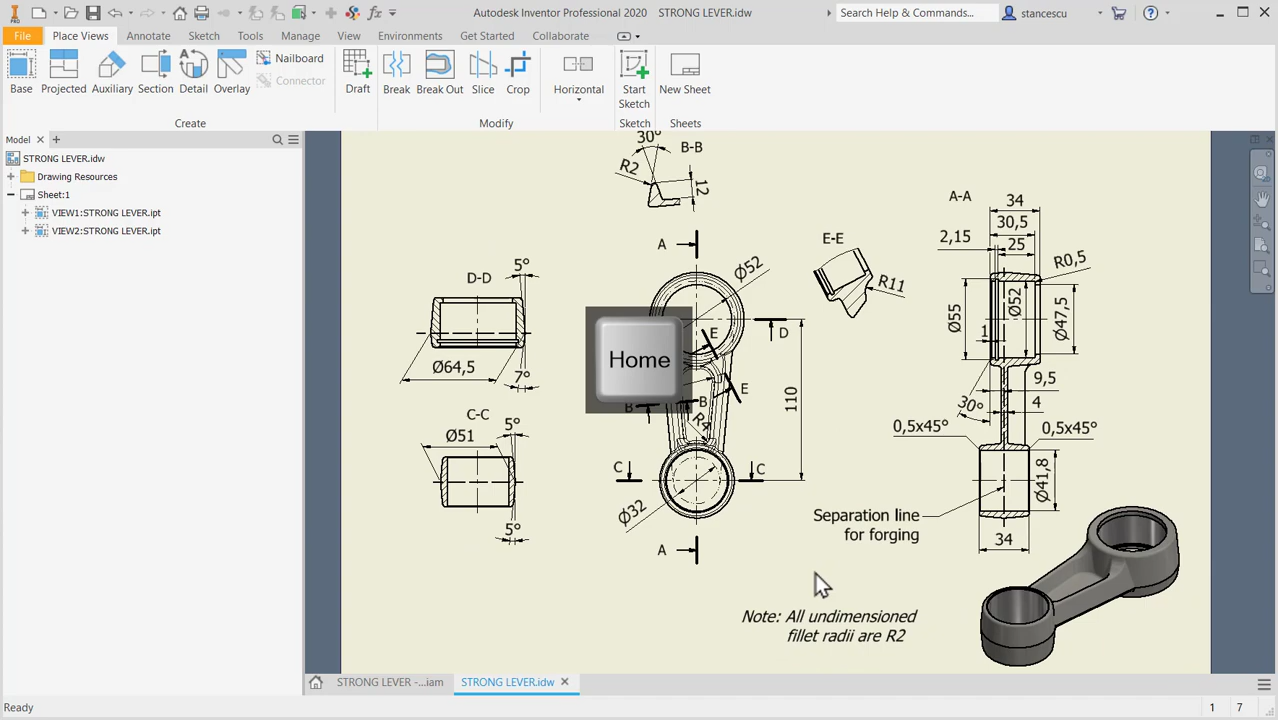 PRO
fx
Autodesk Inventor Professional 2020 STRONG LEVER.idw
Search Help & Commands...
stancescu
File
Place Views
Annotate
Sketch
Tools
Manage
View
Environments
Get Started
Collaborate
Base
Projected
Auxiliary
Section
Detail
Overlay
Nailboard
Connector
Draft
Break
Break Out
Slice
Crop
Horizontal
Start
Sketch
New Sheet
Create
Modify
Sketch
Sheets
Model
STRONG LEVER.idw
Drawing Resources
Sheet:1
VIEW1:STRONG LEVER.ipt
VIEW2:STRONG LEVER.ipt
30°
B-B
R2
12
A
D-D
5°
Ø64,5
7°
C-C
5°
Ø51
5°
Ø52
Home
E
D
E
B
B
R4
110
C
C
Ø32
A
E-E
R11
A-A
34
30,5
2,15
25
R0,5
Ø55
Ø52
Ø47,5
1
9,5
30°
4
0,5x45°
0,5x45°
Ø41,8
Separation line
for forging
34
Note: All undimensioned
fillet radii are R2
STRONG LEVER -...iam
STRONG LEVER.idw
Ready
1
7